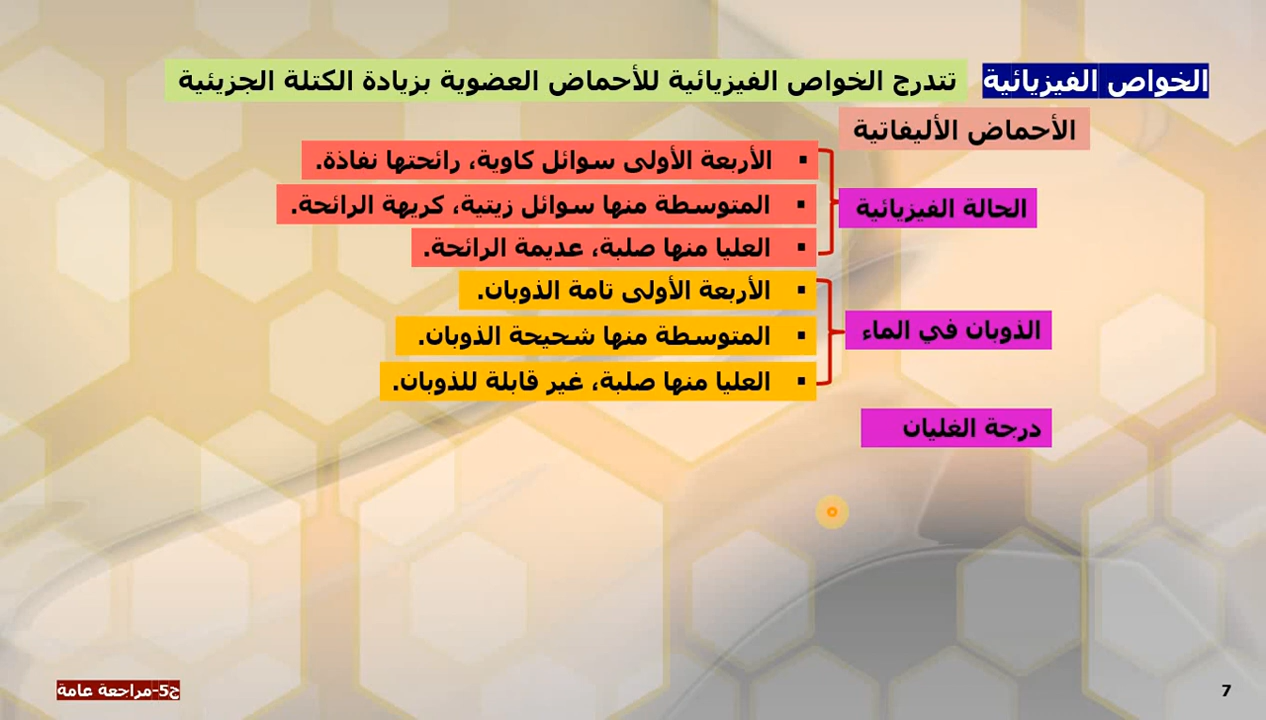 الخواص الفيزيائية تتدرج الخواص الفيزيائية للأحماض العضوية بزيادة الكتلة الجزيئية
الأحماض الأليفاتية
الحالة الفيزيائية
▪ الأربعة الأولى سوائل كاوية، رائحتها نفاذة.
▪ المتوسطة منها سوائل زيتية، كريهة الرائحة.
▪ العليا منها صلبة، عديمة الرائحة.
الذوبان في الماء
▪ الأربعة الأولى تامة الذوبان.
▪ المتوسطة منها شحيحة الذوبان.
▪ العليا منها صلبة، غير قابلة للذوبان.
درجة الغليان
7
ج5-مراجعة عامة